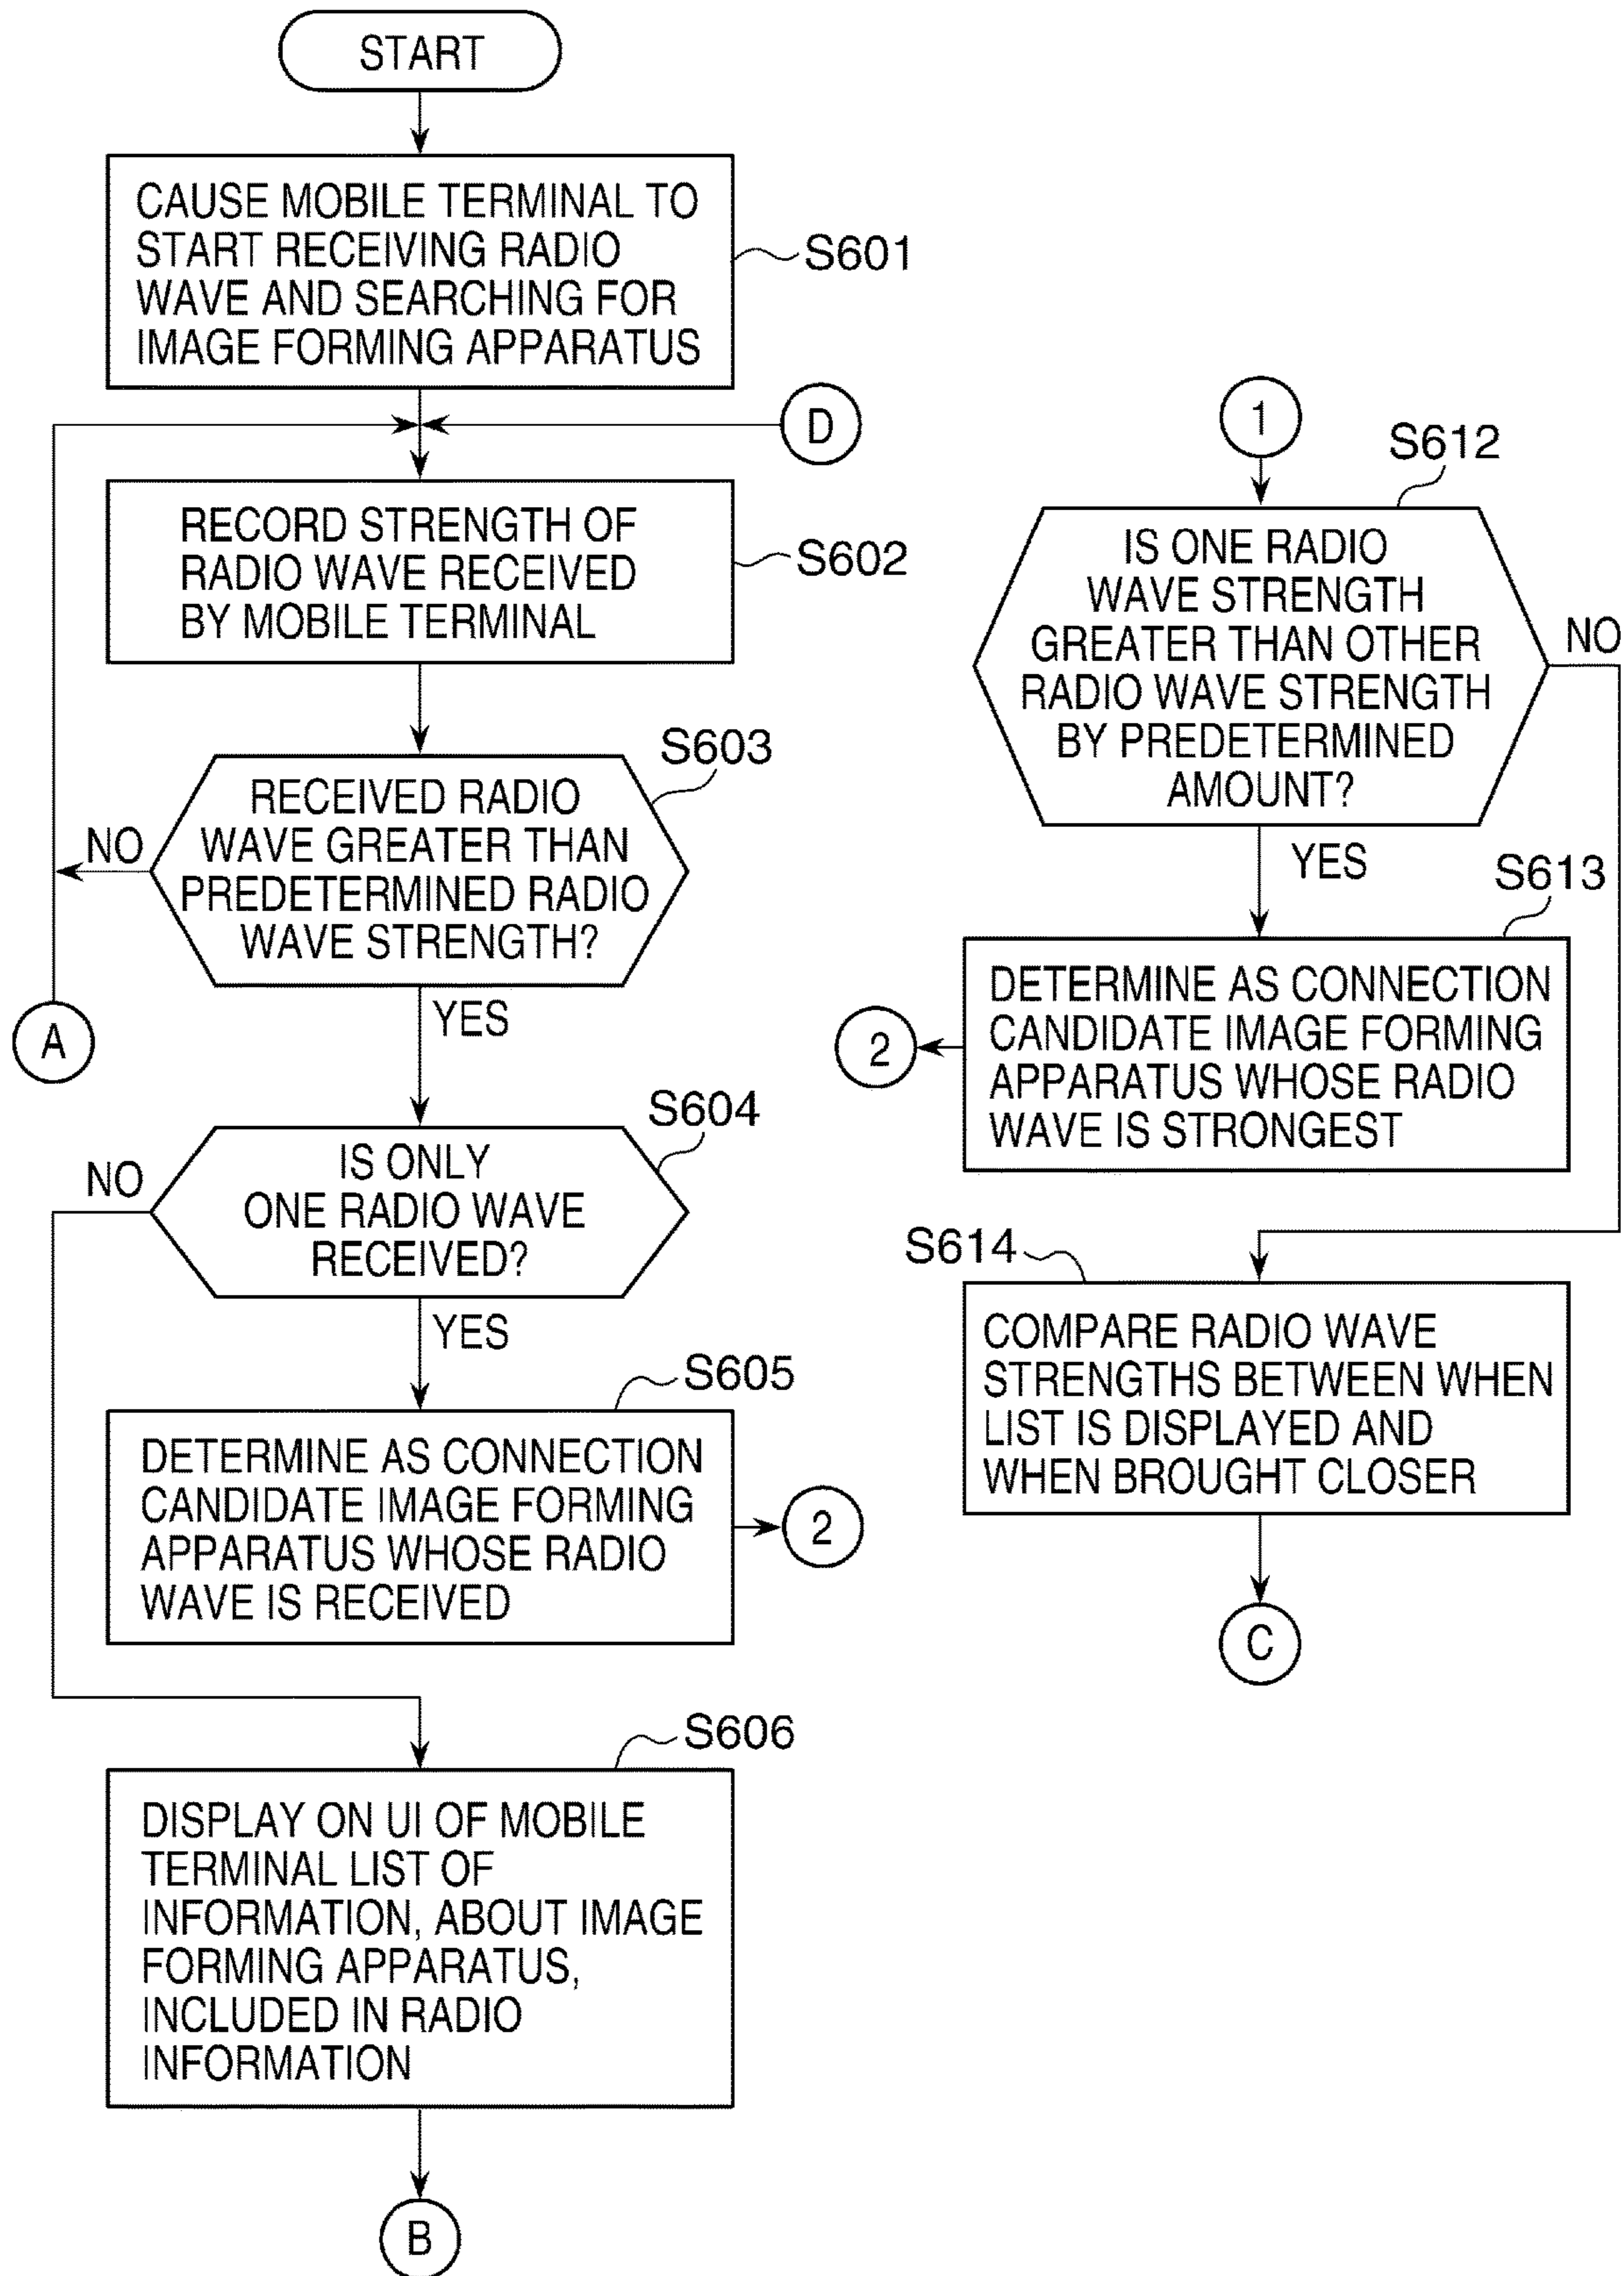 START
CAUSE MOBILE TERMINAL TO
START RECEIVING RADIO
WAVE AND SEARCHING FOR
IMAGE FORMING APPARATUS
S601
D
RECORD STRENGTH OF
RADIO WAVE RECEIVED
BY MOBILE TERMINAL
S602
S603
RECEIVED RADIO
WAVE GREATER THAN
PREDETERMINED RADIO
WAVE STRENGTH?
NO
YES
A
S604
IS ONLY
ONE RADIO WAVE
RECEIVED?
NO
YES
S605
DETERMINE AS CONNECTION
CANDIDATE IMAGE FORMING
APPARATUS WHOSE RADIO
WAVE IS RECEIVED
2
S606
DISPLAY ON UI OF MOBILE
TERMINAL LIST OF
INFORMATION, ABOUT IMAGE
FORMING APPARATUS,
INCLUDED IN RADIO
INFORMATION
B
1
S612
IS ONE RADIO
WAVE STRENGTH
GREATER THAN OTHER
RADIO WAVE STRENGTH
BY PREDETERMINED
AMOUNT?
NO
YES
S613
DETERMINE AS CONNECTION
CANDIDATE IMAGE FORMING
APPARATUS WHOSE RADIO
WAVE IS STRONGEST
2
S614
COMPARE RADIO WAVE
STRENGTHS BETWEEN WHEN
LIST IS DISPLAYED AND
WHEN BROUGHT CLOSER
C